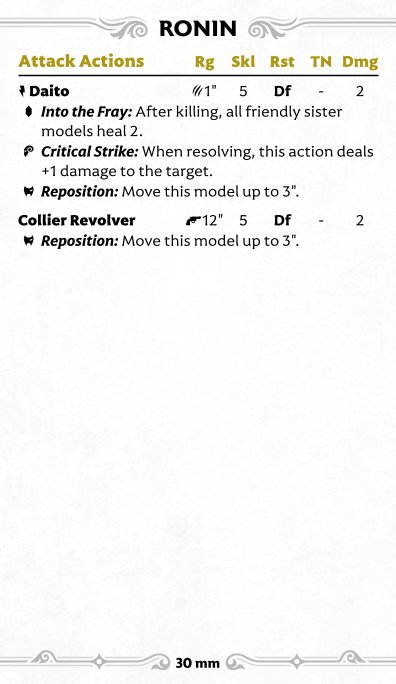 RONIN
Attack Actions Rg Skl Rst TN Dmg
Daito 1" 5 Df - 2
Into the Fray: After killing, all friendly sister
models heal 2.
Critical Strike: When resolving, this action deals
+1 damage to the target.
Reposition: Move this model up to 3".
Collier Revolver 12" 5 Df - 2
Reposition: Move this model up to 3".
30 mm